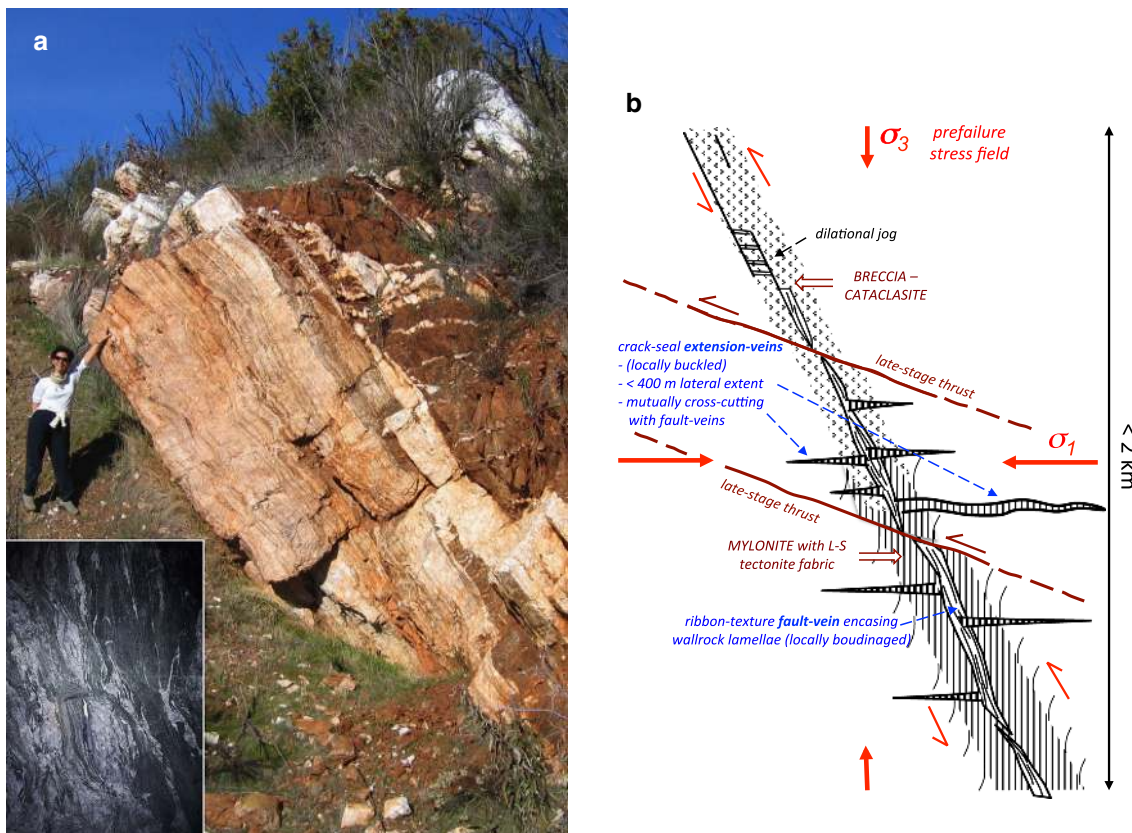 a
b
σ3
prefailure
stress field
dilational jog
BRECCIA –
CATACLASITE
crack-seal extension-veins
- (locally buckled)
- < 400 m lateral extent
- mutually cross-cutting
with fault-veins
late-stage thrust
σ1
< 2 km
late-stage thrust
MYLONITE with L-S
tectonite fabric
ribbon-texture fault-vein encasing
wallrock lamellae (locally boudinaged)